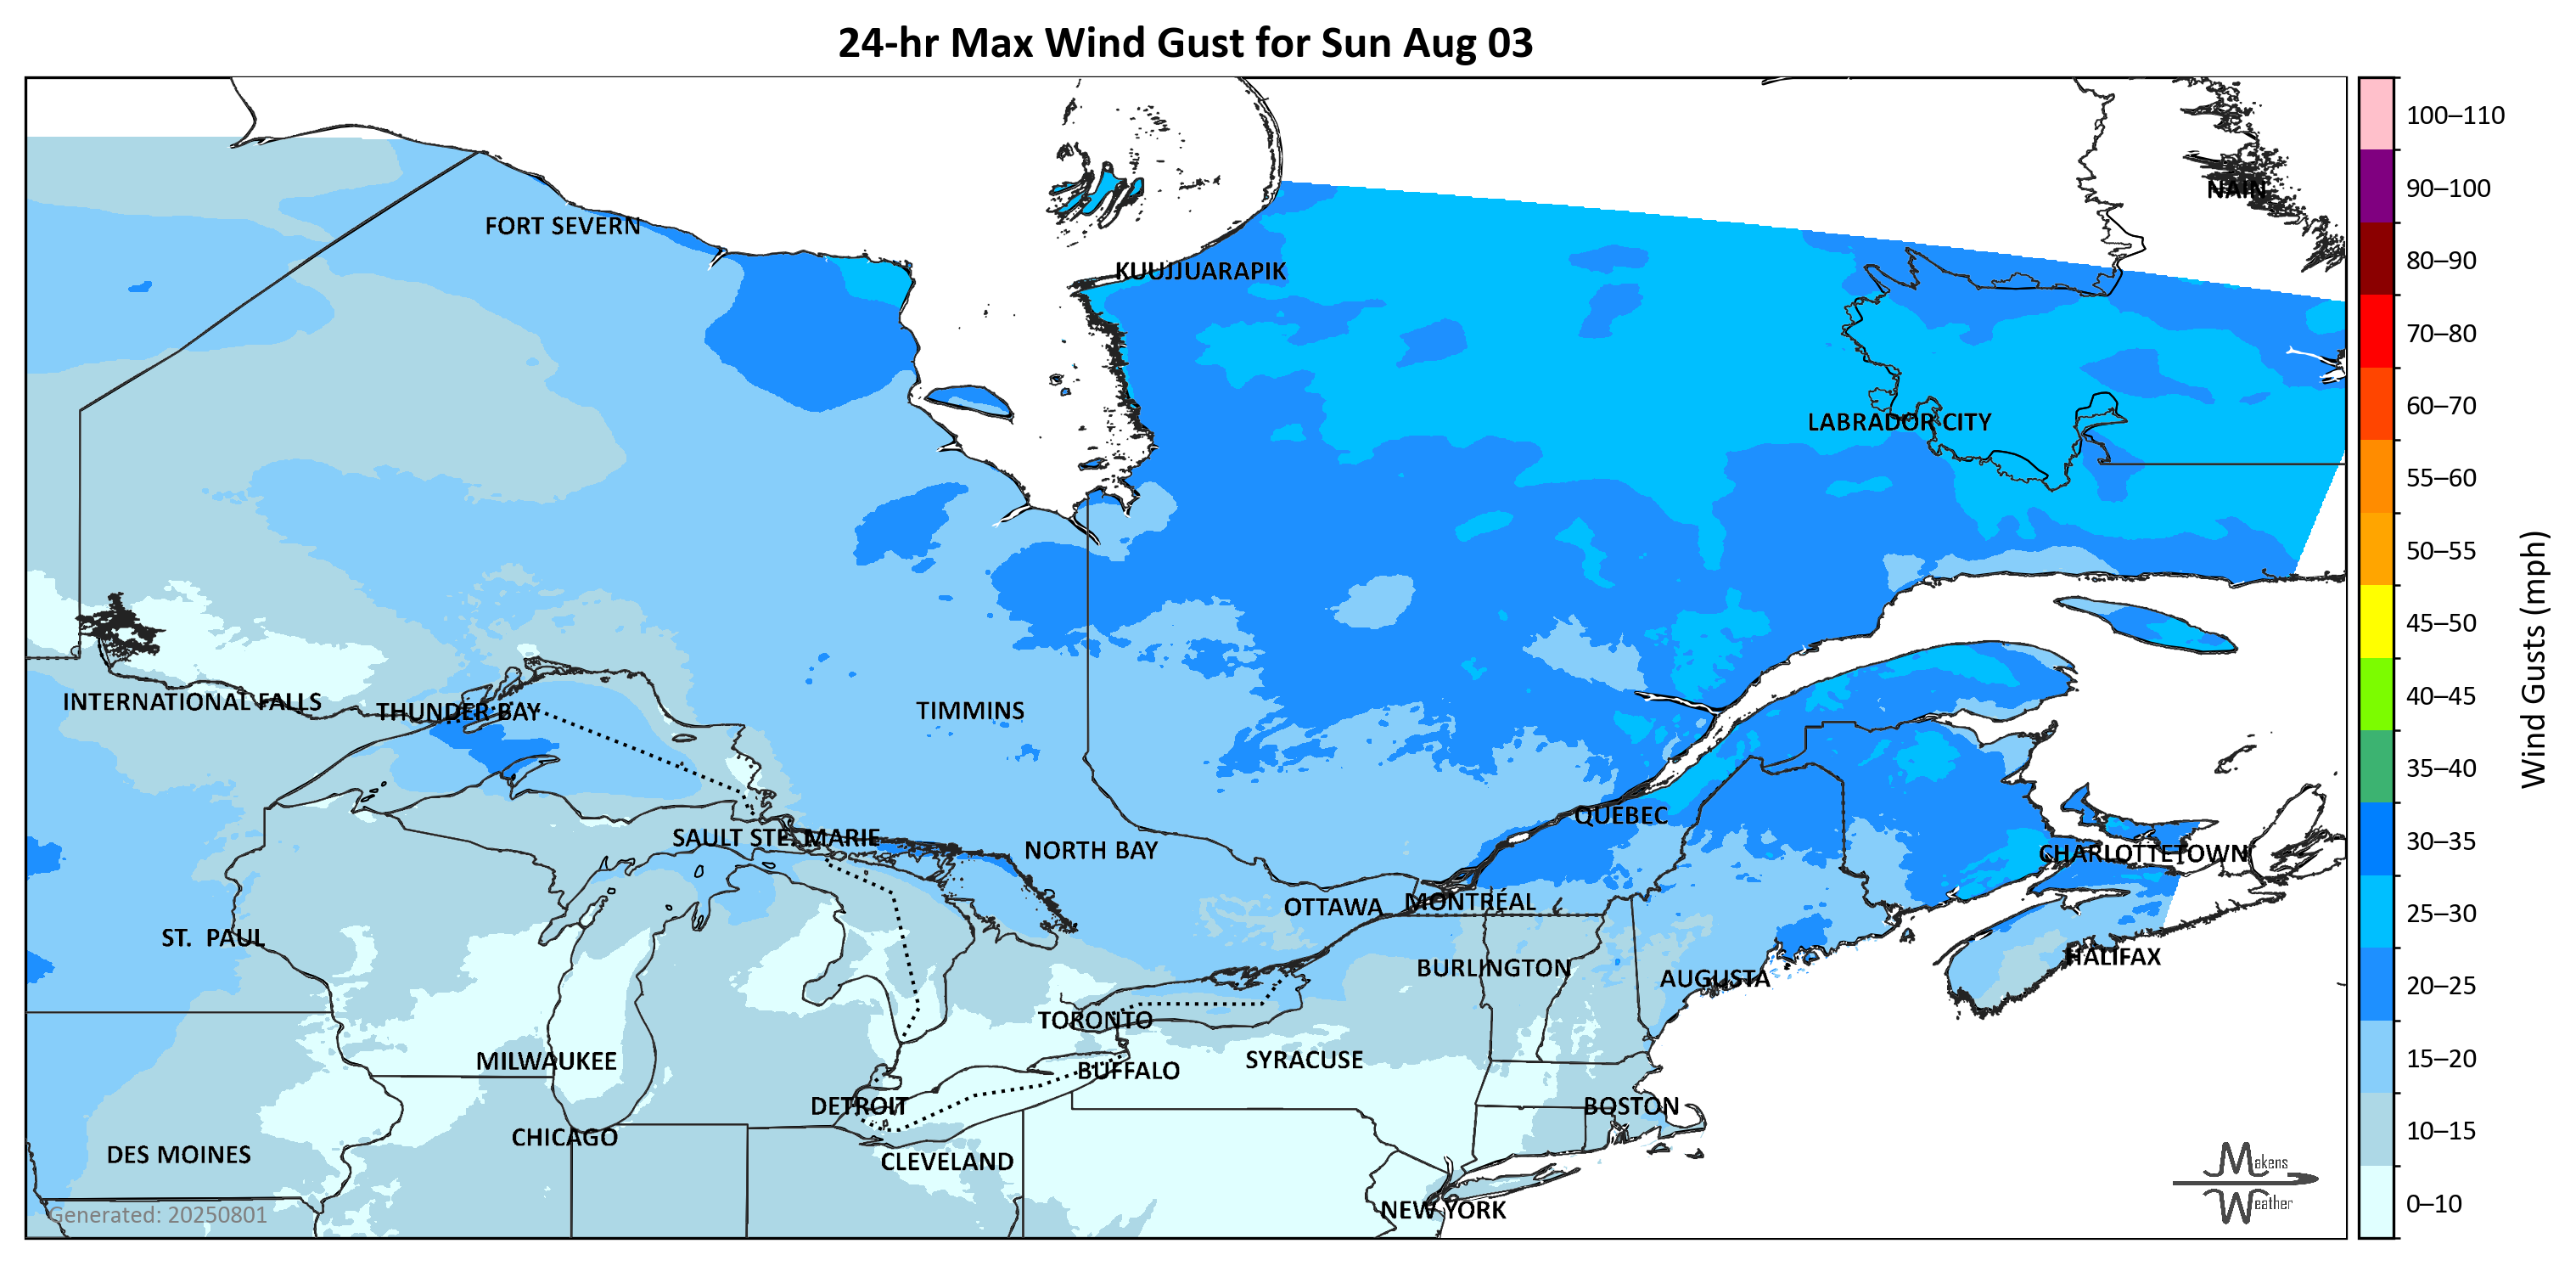 24-hr Max Wind Gust for Sun Aug 03
NAIN
FORT SEVERN
KUUJJUARAPIK
LABRADOR CITY
INTERNATIONAL FALLS
THUNDER BAY
TIMMINS
QUÉBEC
SAULT STE. MARIE
NORTH BAY
CHARLOTTETOWN
OTTAWA
MONTRÉAL
ST. PAUL
HALIFAX
BURLINGTON
AUGUSTA
TORONTO
MILWAUKEE
BUFFALO
SYRACUSE
DETROIT
BOSTON
CHICAGO
DES MOINES
CLEVELAND
NEW YORK
Generated: 20250801
Makens
Weather
100–110
90–100
80–90
70–80
60–70
55–60
50–55
45–50
40–45
35–40
30–35
25–30
20–25
15–20
10–15
0–10
Wind Gusts (mph)